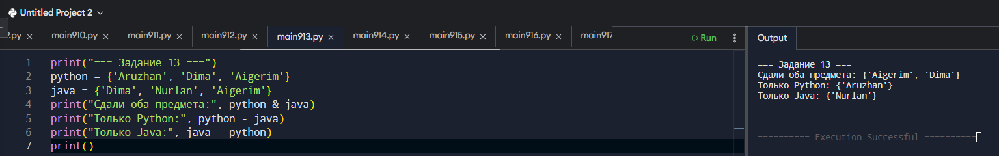 Untitled Project 2
.py × main910.py × main911.py × main912.py × main913.py × main914.py × main915.py × main916.py × main917
Run
Output
1 print("=== Задание 13 ===")
2 python = {'Aruzhan', 'Dima', 'Aigerim'}
3 java = {'Dima', 'Nurlan', 'Aigerim'}
4 print("Сдали оба предмета:", python & java)
5 print("Только Python:", python - java)
6 print("Только Java:", java - python)
7 print()
=== Задание 13 ===
Сдали оба предмета: {'Aigerim', 'Dima'}
Только Python: {'Aruzhan'}
Только Java: {'Nurlan'}
========== Execution Successful ==========